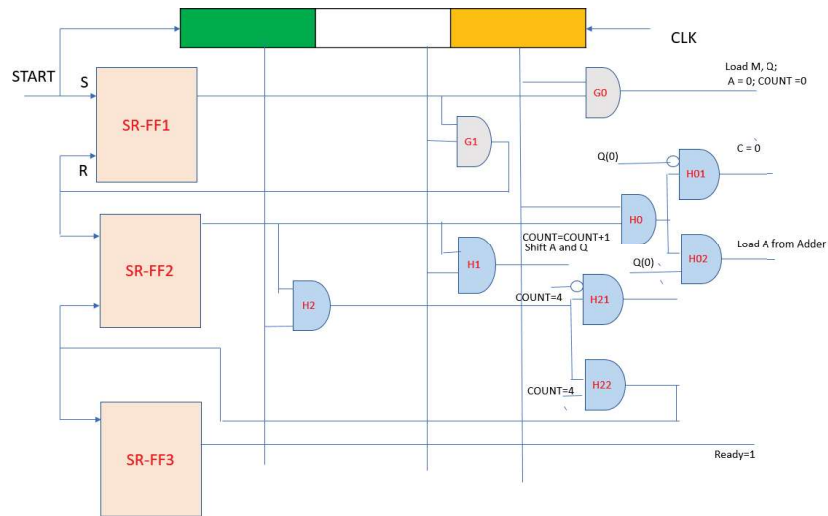 CLK
START
S
SR-FF1
R
G0
Load M, Q;
A = 0; COUNT =0
G1
Q(0)
H01
C = 0
H0
SR-FF2
COUNT=COUNT+1
Shift A and Q
H1
H02
Load A from Adder
Q(0)
H2
COUNT=4
H21
H22
COUNT=4
SR-FF3
Ready=1